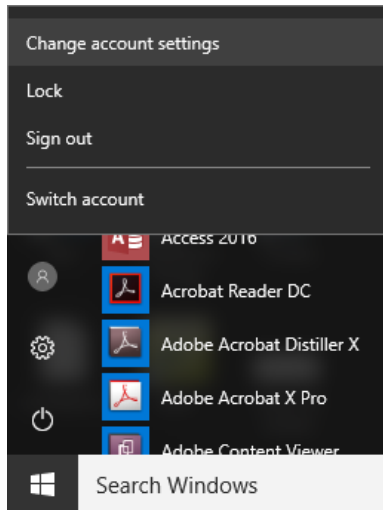 Change account settings
Lock
Sign out
Switch account
Access 2016
Acrobat Reader DC
Adobe Acrobat Distiller X
Adobe Acrobat X Pro
Adobe Content Viewer
Search Windows